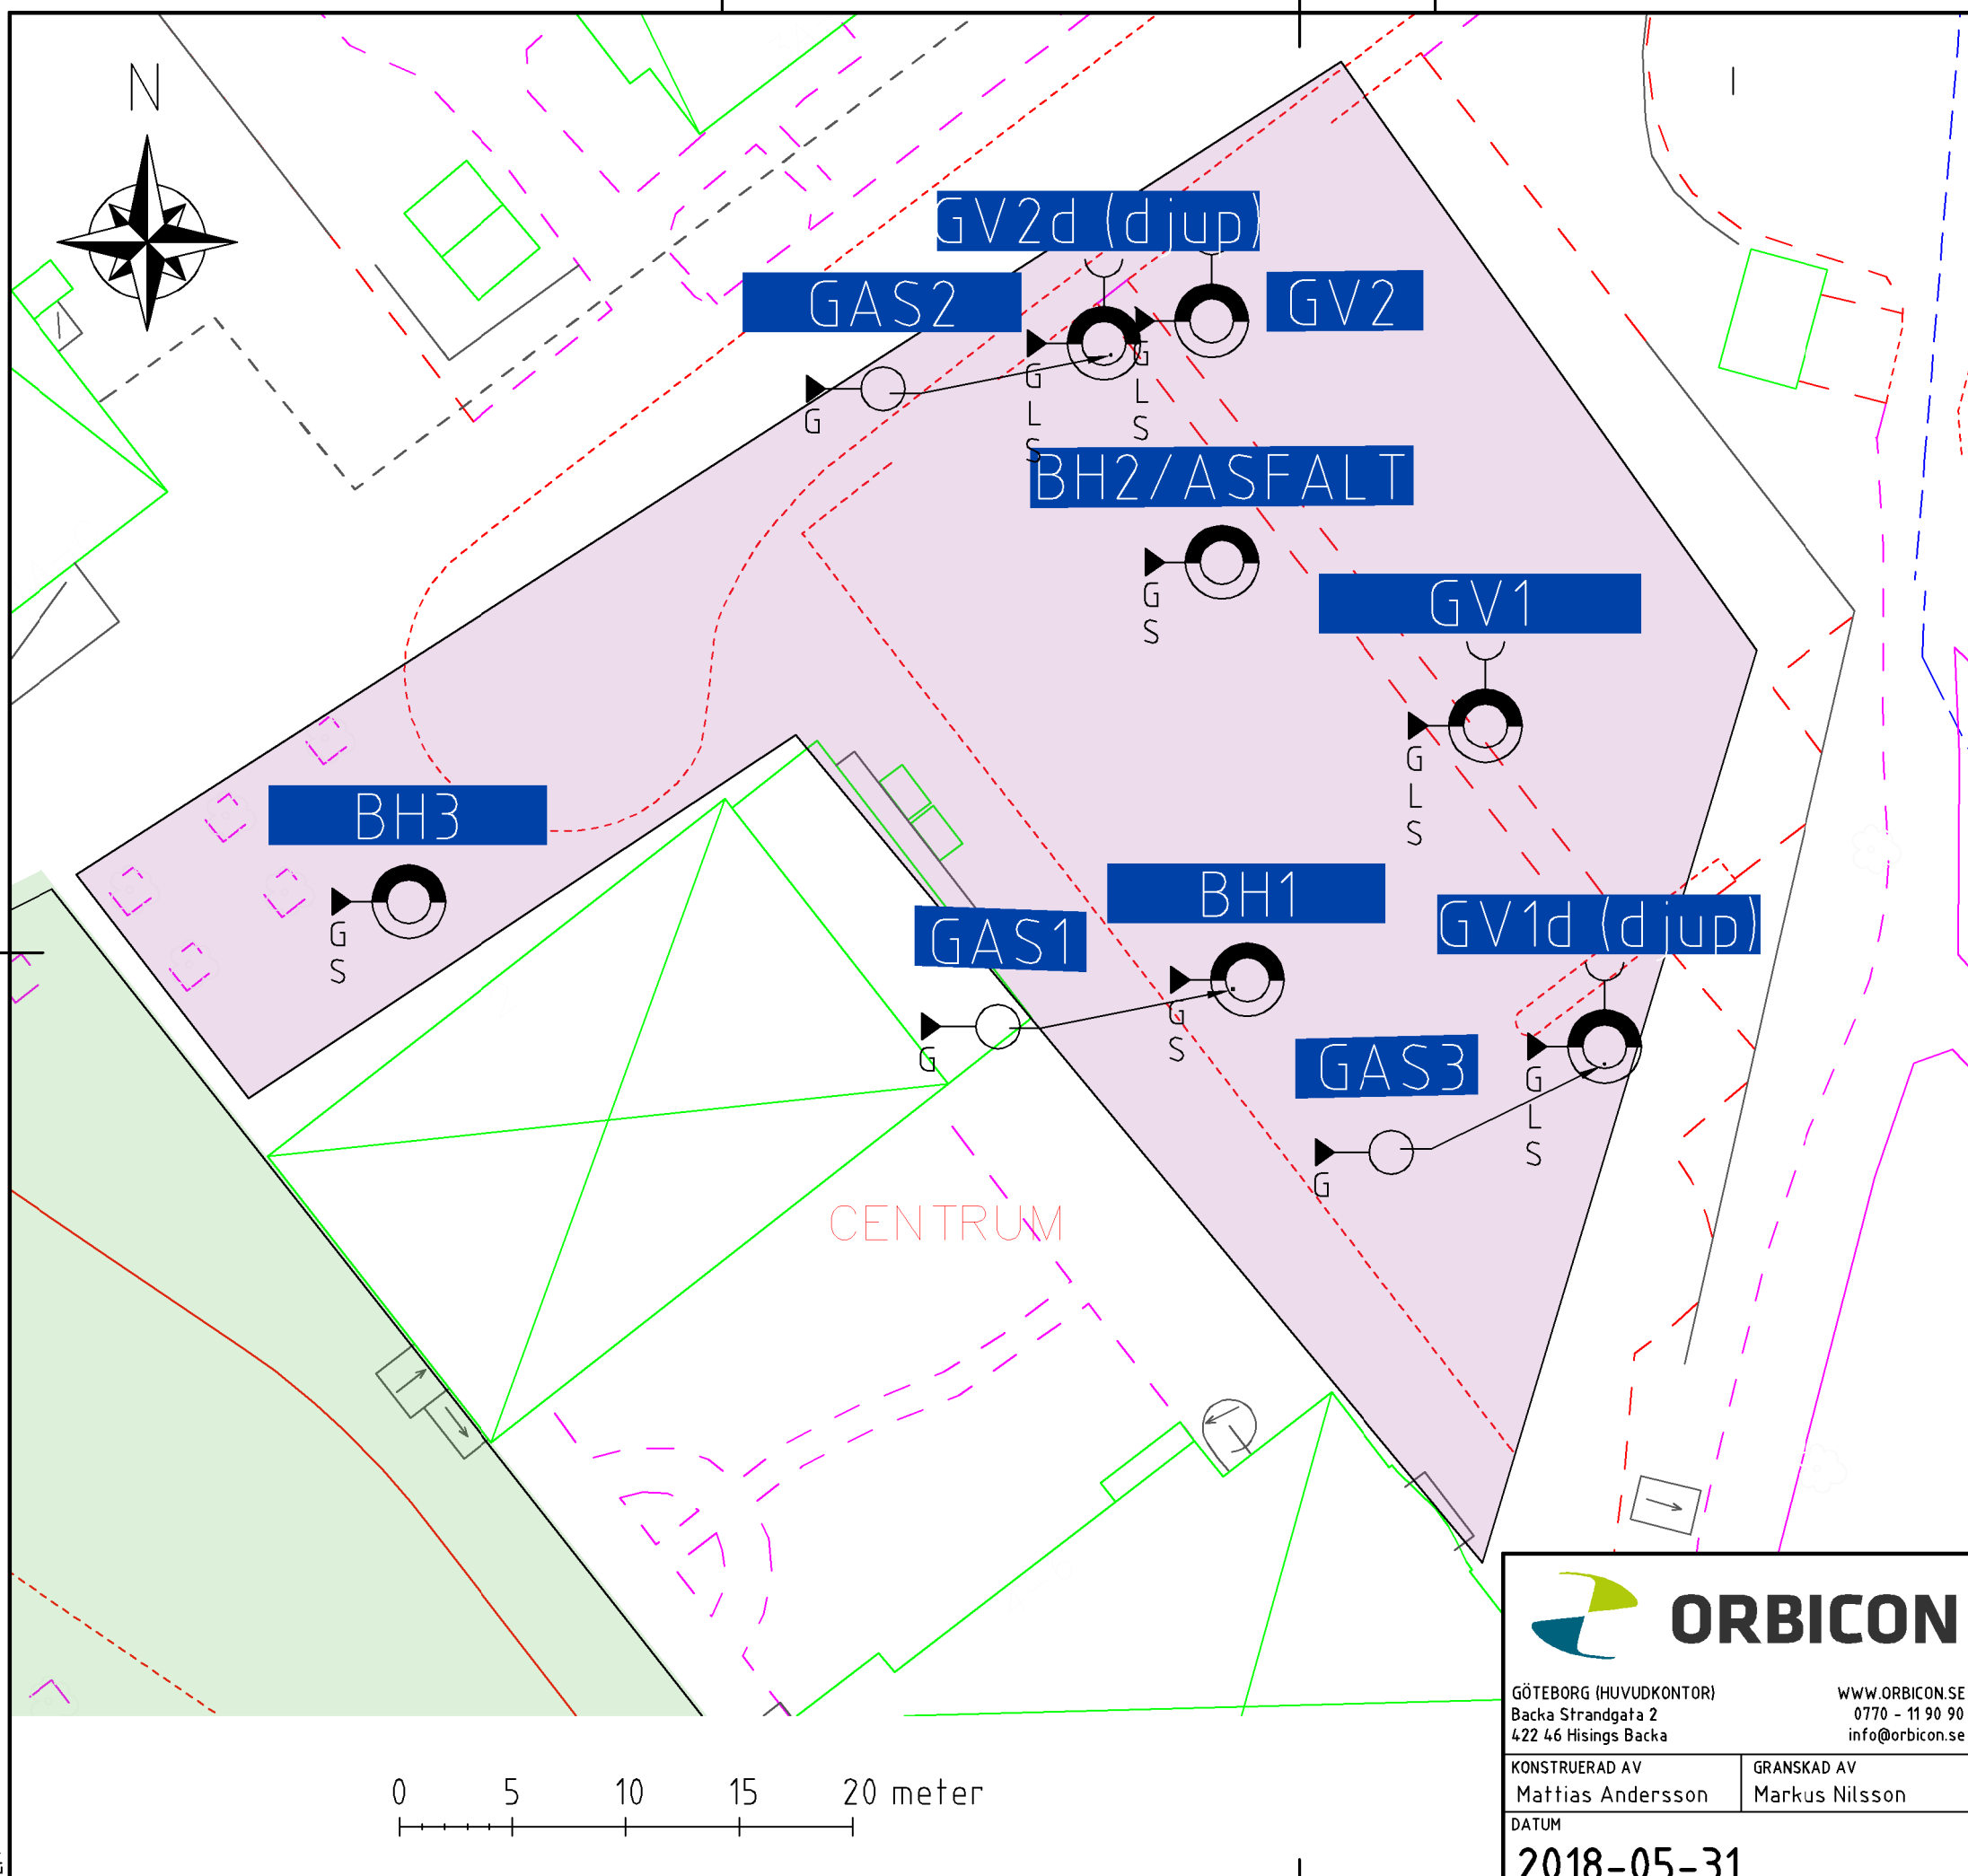 N
GV2d (djup)
GAS2
GV2
G
L
S
G
L
S
G
BH2/ASFALT
G
S
GV1
G
L
S
BH3
G
S
BH1
GAS1
GV1d (djup)
G
S
G
GAS3
G
L
S
G
CENTRUM
ORBICON
GÖTEBORG (HUVUDKONTOR) WWW.ORBICON.SE
Backa Strandgata 2 0770 - 11 90 90
422 46 Hisings Backa info@orbicon.se
KONSTRUERAD AV GRANSKAD AV
Mattias Andersson Markus Nilsson
DATUM
2018-05-31
0 5 10 15 20 meter